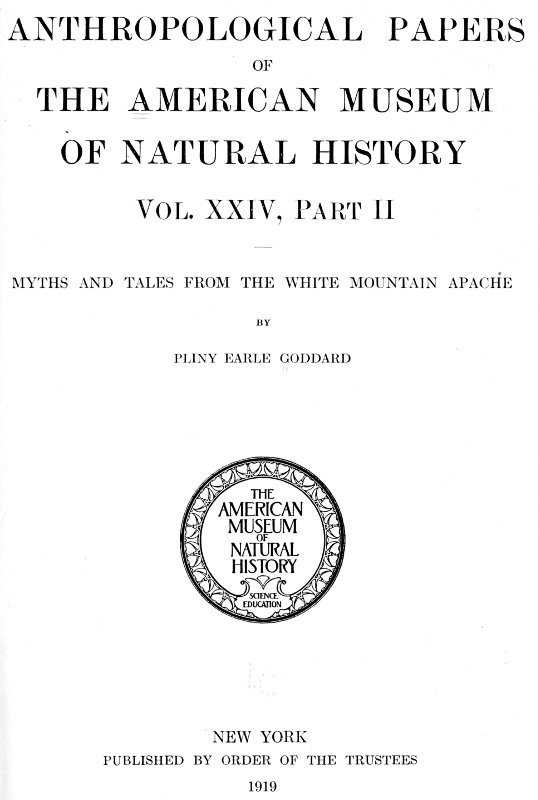 ANTHROPOLOGICAL PAPERS
OF
THE AMERICAN MUSEUM
OF NATURAL HISTORY
VOL. XXIV, PART II
MYTHS AND TALES FROM THE WHITE MOUNTAIN APACHE
BY
PLINY EARLE GODDARD
THE
AMERICAN
MUSEUM
OF
NATURAL
HISTORY
SCIENCE
EDUCATION
NEW YORK
PUBLISHED BY ORDER OF THE TRUSTEES
1919